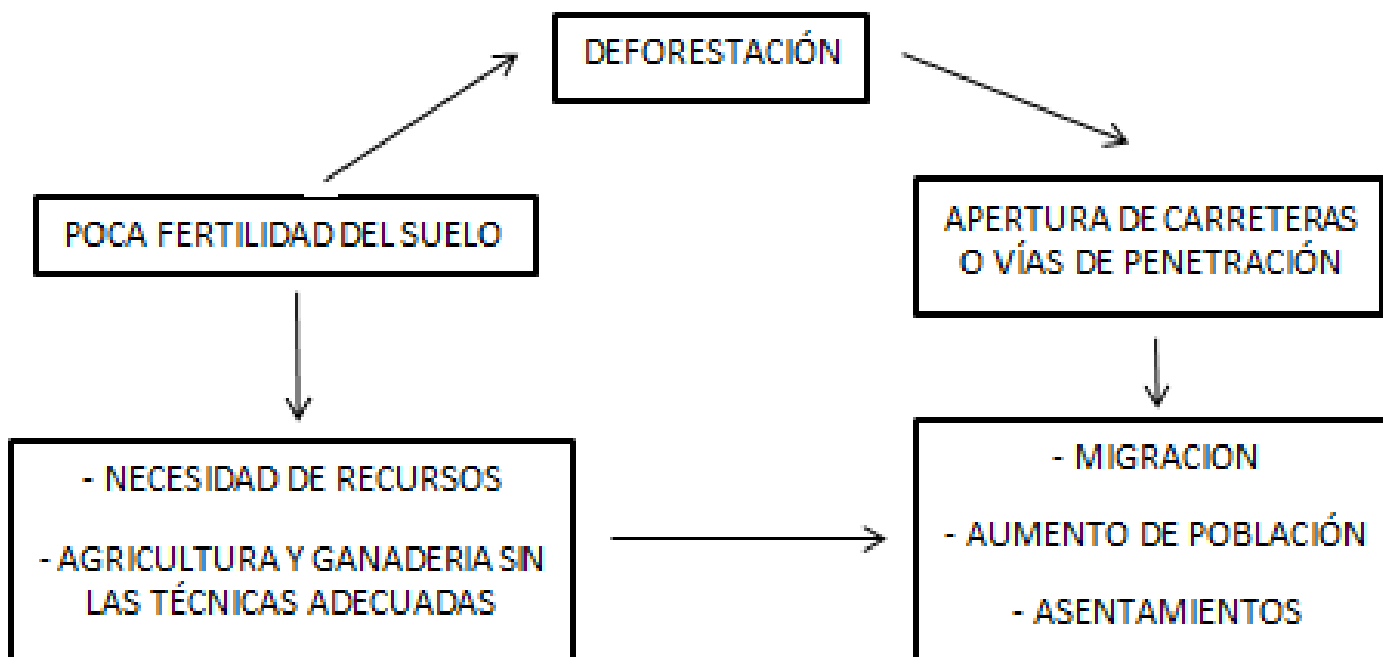 DEFORESTACIÓN
POCA FERTILIDAD DEL SUELO
APERTURA DE CARRETERAS
O VÍAS DE PENETRACIÓN
- NECESIDAD DE RECURSOS
- AGRICULTURA Y GANADERIA SIN
LAS TÉCNICAS ADECUADAS
- MIGRACION
- AUMENTO DE POBLACIÓN
- ASENTAMIENTOS